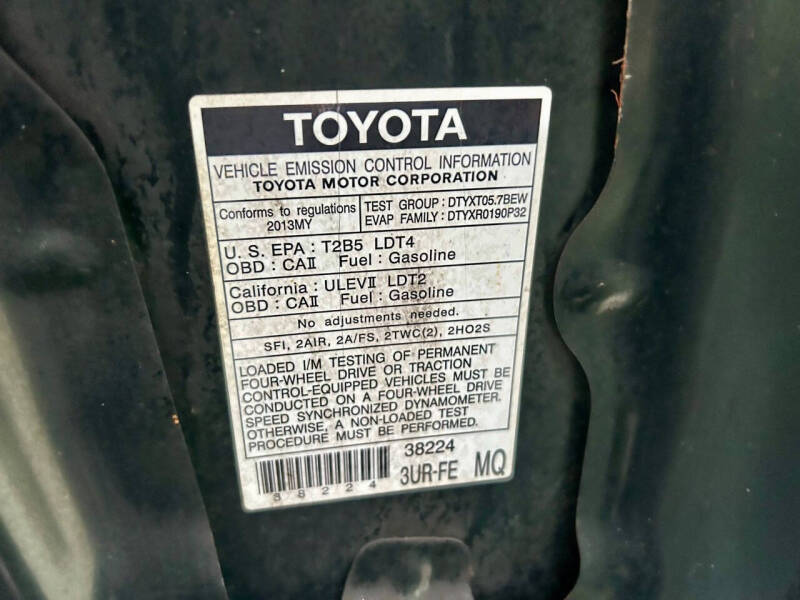 TOYOTA
VEHICLE EMISSION CONTROL INFORMATION
TOYOTA MOTOR CORPORATION
Conforms to regulations
2013MY
TEST GROUP : DTYXT05.7BEW
EVAP FAMILY : DTYXR0190P32
U. S. EPA : T2B5 LDT4
OBD : CAⅡ Fuel : Gasoline
California : ULEVⅡ LDT2
OBD : CAⅡ Fuel : Gasoline
No adjustments needed.
SFI, 2AIR, 2A/FS, 2TWC(2), 2HO2S
LOADED I/M TESTING OF PERMANENT
FOUR-WHEEL DRIVE OR TRACTION
CONTROL-EQUIPPED VEHICLES MUST BE
CONDUCTED ON A FOUR-WHEEL DRIVE
SPEED SYNCHRONIZED DYNAMOMETER.
OTHERWISE, A NON-LOADED TEST
PROCEDURE MUST BE PERFORMED.
38224
38224
3UR-FE MQ